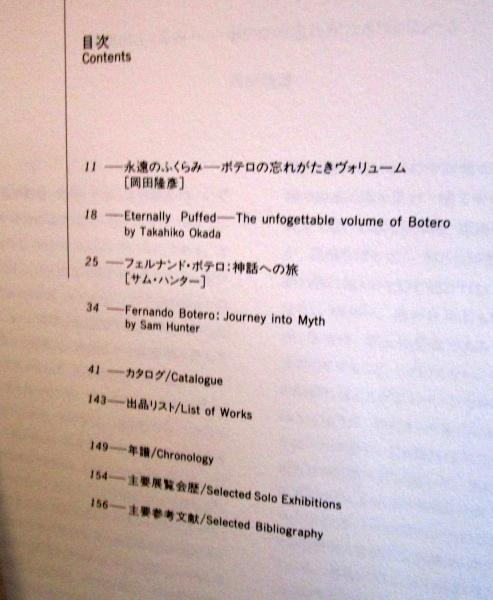 目次
Contents
11 ―永遠のふくらみ―ボテロの忘れがたきヴォリューム
[岡田隆彦]
18 ―Eternally Puffed―The unfogettable volume of Botero
by Takahiko Okada
25 ―フェルナンド・ボテロ:神話への旅
[サム・ハンター]
34 ―Fernando Botero: Journey into Myth
by Sam Hunter
41 ―カタログ/Catalogue
143―出品リスト/List of Works
149―年譜/Chronology
154―主要展覧会歴/Selected Solo Exhibitions
156―主要参考文献/Selected Bibliography